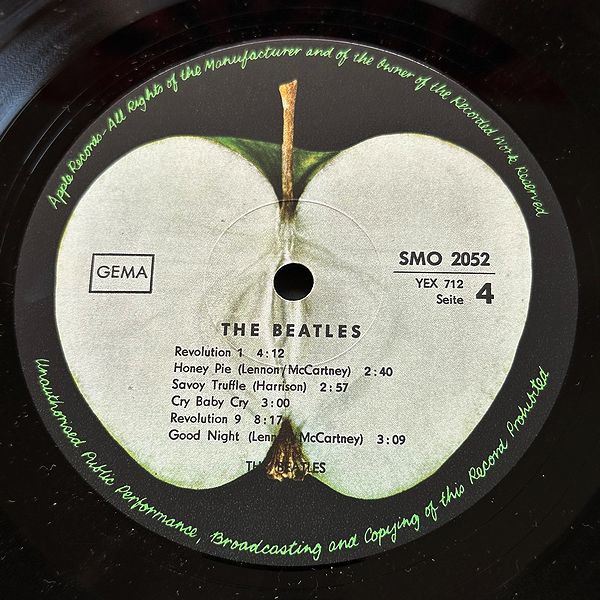 Apple Records-All Rights of the Manufacturer and of the Owner of the Recorded Work Reserved
GEMA
SMO 2052
YEX 712
Seite 4
THE BEATLES
Revolution 1 4:12
Honey Pie (Lennon/McCartney) 2:40
Savoy Truffle (Harrison) 2:57
Cry Baby Cry 3:00
Revolution 9 8:17
Good Night (Lennon/McCartney) 3:09
THE BEATLES
Unauthorised Public Performance, Broadcasting and Copying of this Record Prohibited